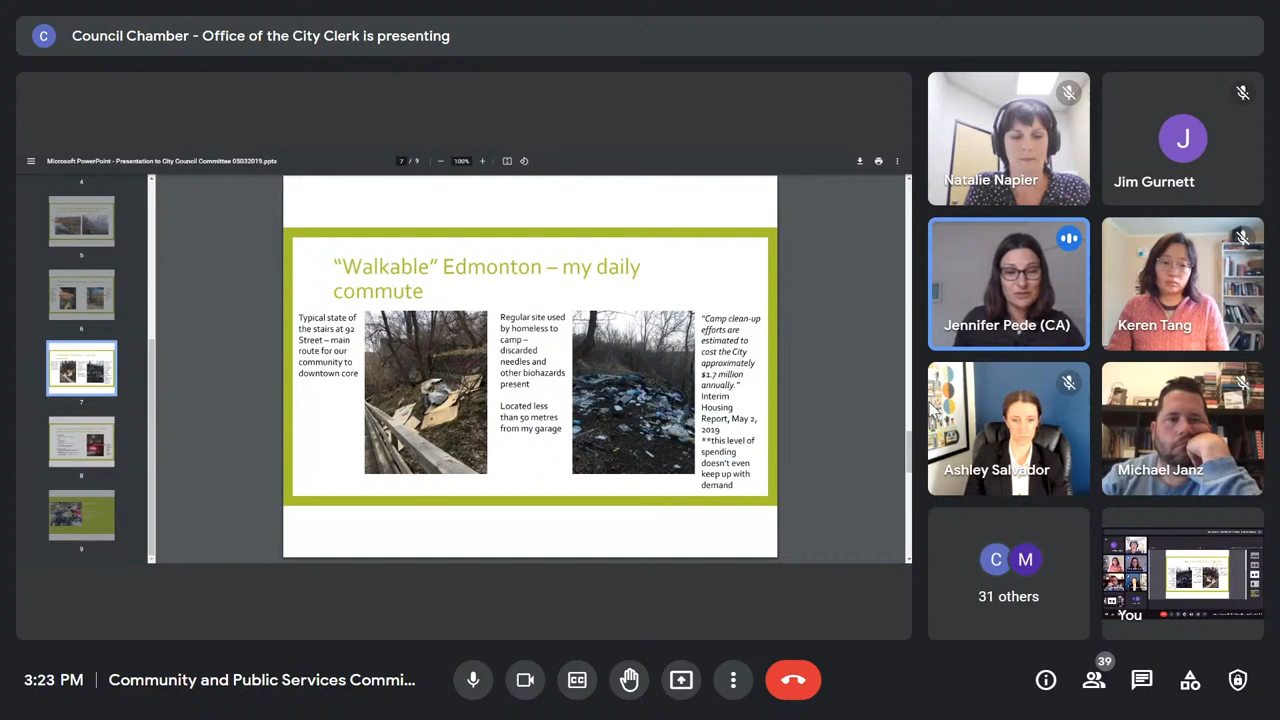 C
Council Chamber - Office of the City Clerk is presenting
Microsoft PowerPoint - Presentation to City Council Committee 05032019.pptx
7 / 9
100%
4
5
6
7
8
9
“Walkable” Edmonton – my daily
commute
Typical state of
the stairs at 92
Street – main
route for our
community to
downtown core
Regular site used
by homeless to
camp –
discarded
needles and
other biohazards
present
Located less
than 50 metres
from my garage
“Camp clean-up
efforts are
estimated to
cost the City
approximately
$1.7 million
annually.”
Interim
Housing
Report, May 2,
2019
**this level of
spending
doesn’t even
keep up with
demand
Natalie Napier
J
Jim Gurnett
Jennifer Pede (CA)
Keren Tang
Ashley Salvador
Michael Janz
C M
31 others
You
3:23 PM
Community and Public Services Commi...
39